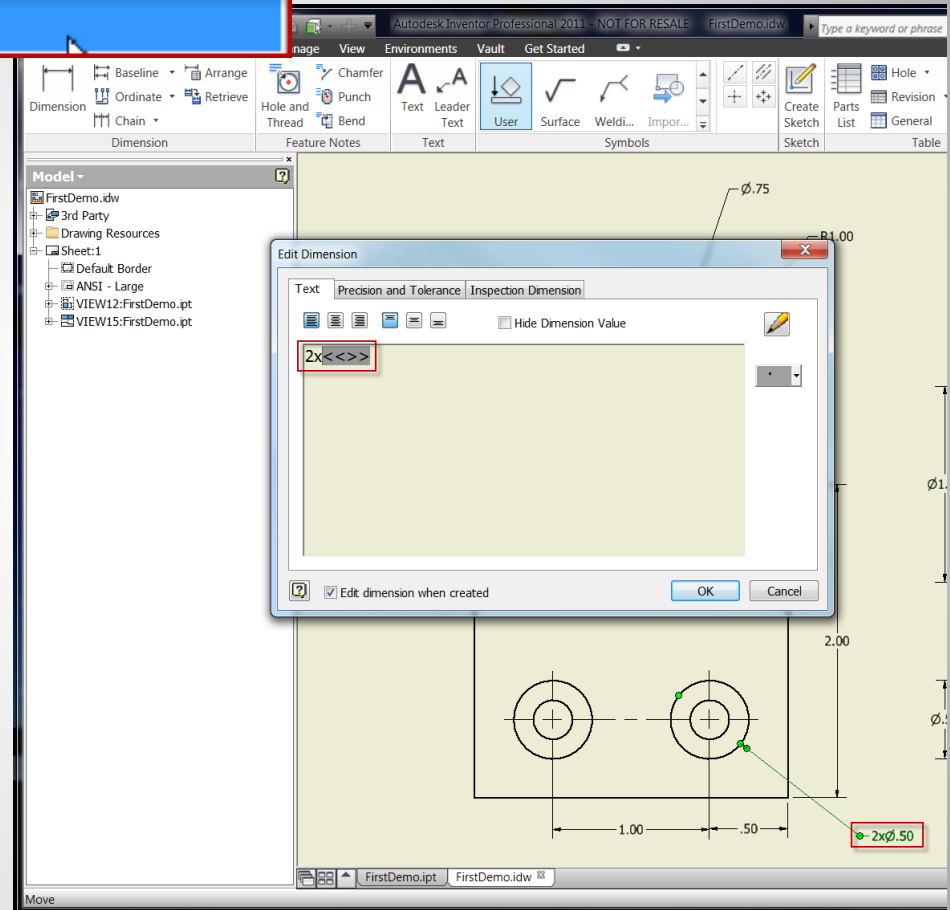 Autodesk Inventor Professional 2011 - NOT FOR RESALE FirstDemo.idw
Type a keyword or phrase
nage View Environments Vault Get Started
Baseline Arrange
Ordinate Retrieve
Chain
Dimension
Dimension
Hole and Thread
Chamfer
Punch
Bend
Feature Notes
Text
Leader Text
Text
User
Surface
Weldi...
Impor...
Symbols
Create Sketch
Sketch
Parts List
Hole
Revision
General
Table
Model
FirstDemo.idw
3rd Party
Drawing Resources
Sheet:1
Default Border
ANSI - Large
VIEW12:FirstDemo.ipt
VIEW15:FirstDemo.ipt
Ø.75
R1.00
Edit Dimension
Text Precision and Tolerance Inspection Dimension
Hide Dimension Value
2x<<>>
Edit dimension when created
OK Cancel
Ø1.
2.00
Ø.
1.00
.50
2xØ.50
FirstDemo.ipt FirstDemo.idw
Move